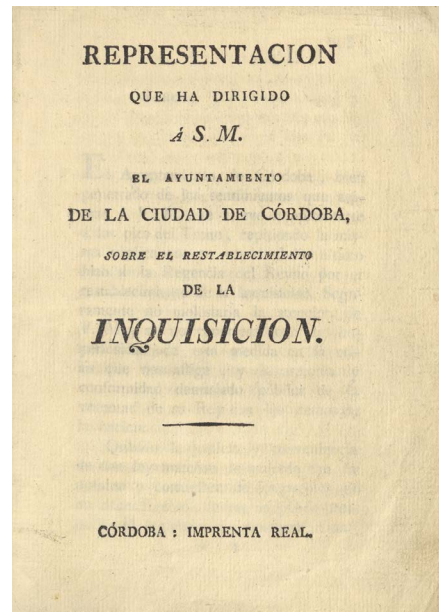 REPRESENTACION
QUE HA DIRIGIDO
Á S. M.
EL AYUNTAMIENTO
DE LA CIUDAD DE CÓRDOBA,
SOBRE EL RESTABLECIMIENTO
DE LA
INQUISICION.
CÓRDOBA : IMPRENTA REAL.